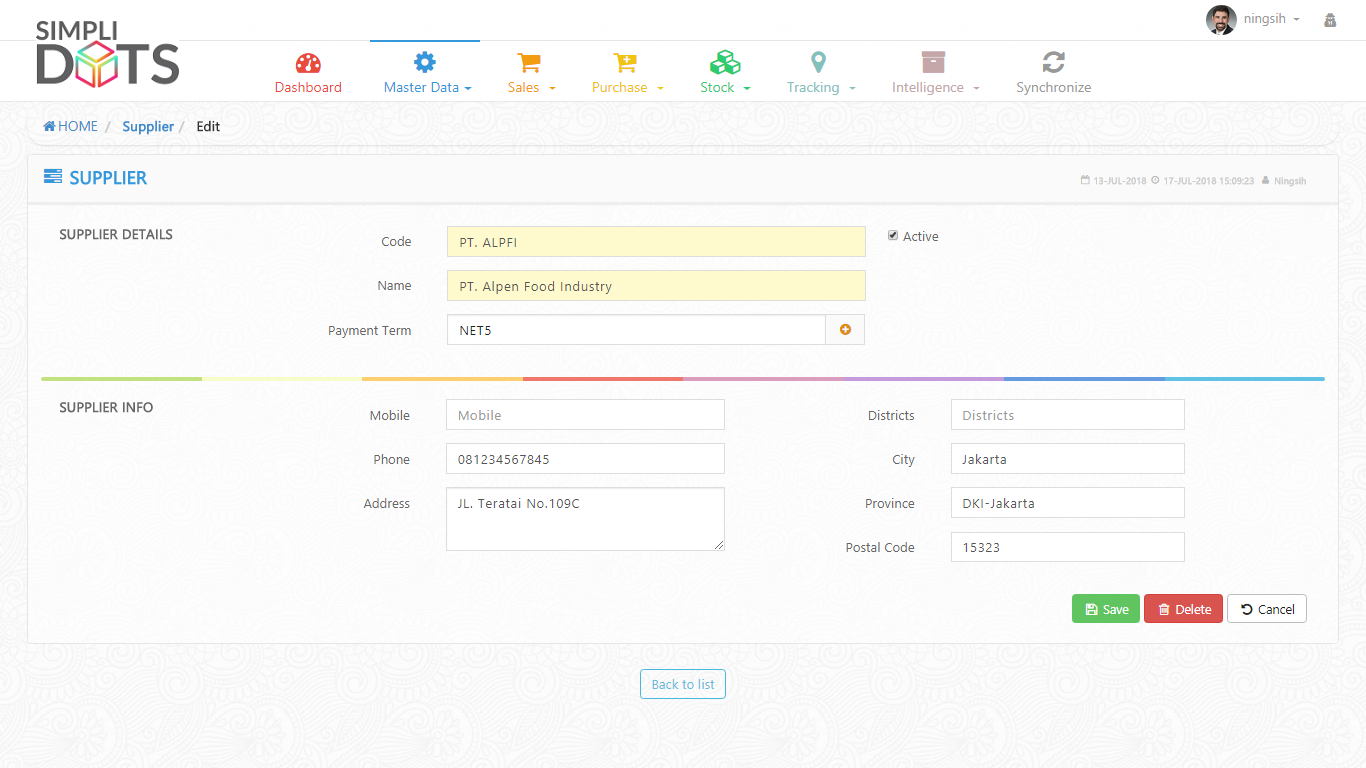 ningsih
SIMPLI
DOTS
Dashboard Master Data Sales Purchase Stock Tracking Intelligence Synchronize
HOME / Supplier / Edit
SUPPLIER
13-JUL-2018 17-JUL-2018 15:09:23 Ningsih
SUPPLIER DETAILS
Code PT. ALPFI Active
Name PT. Alpen Food Industry
Payment Term NET5
SUPPLIER INFO
Mobile Mobile Districts Districts
Phone 081234567845 City Jakarta
Address JL. Teratai No.109C Province DKI-Jakarta
Postal Code 15323
Save Delete Cancel
Back to list